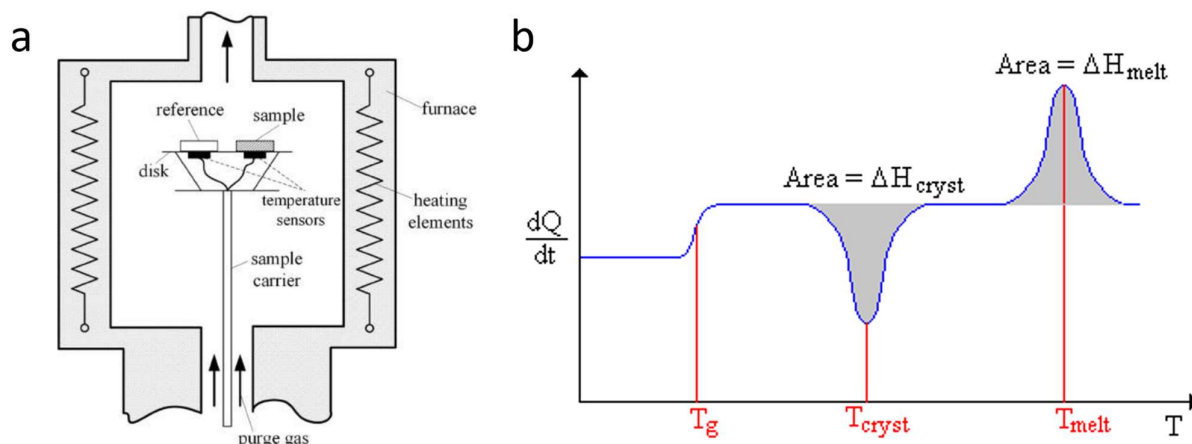 a
reference
sample
furnace
disk
temperature
sensors
heating
elements
sample
carrier
purge gas
b
Area = ΔHmelt
Area = ΔHcryst
dQ
dt
Tg
Tcryst
Tmelt
T